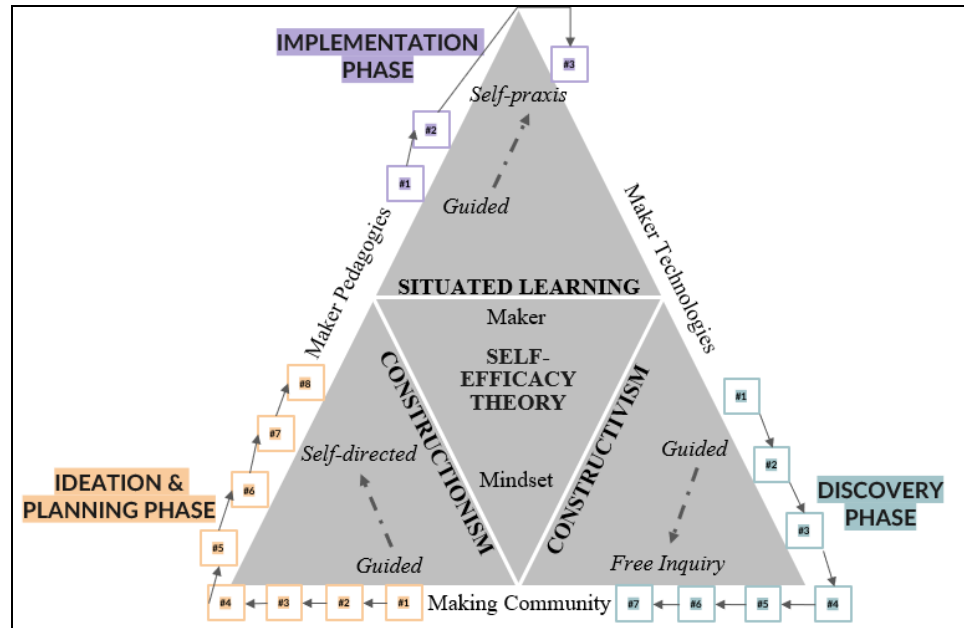 IMPLEMENTATION
PHASE
#3
Self-praxis
#2
#1
Guided
Maker Pedagogies
Maker Technologies
SITUATED LEARNING
Maker
SELF-
EFFICACY
THEORY
Mindset
CONSTRUCTIONISM
CONSTRUCTIVISM
#8
#7
#6
#5
Self-directed
Guided
IDEATION &
PLANNING PHASE
#1
#2
#3
Guided
Free Inquiry
DISCOVERY
PHASE
#4 #3 #2 #1 Making Community #7 #6 #5 #4